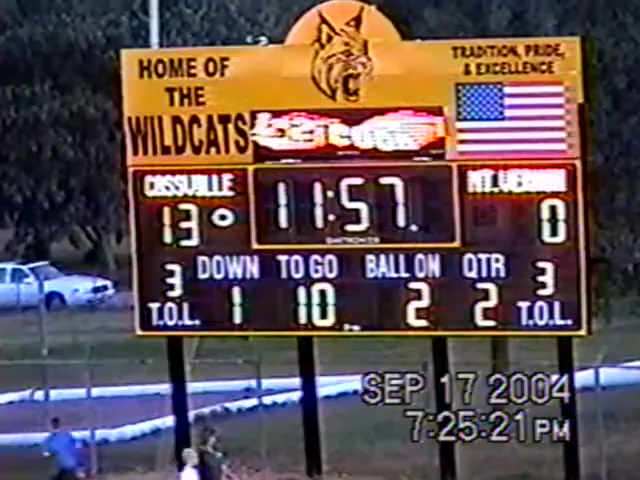 HOME OF
THE
WILDCATS
TRADITION, PRIDE,
& EXCELLENCE
CASSVILLE
11:57
MT. VERNON
13
0
3 DOWN TO GO BALL ON QTR 3
T.O.L. 1 10 2 2 T.O.L.
SEP 17 2004
7:25:21 PM